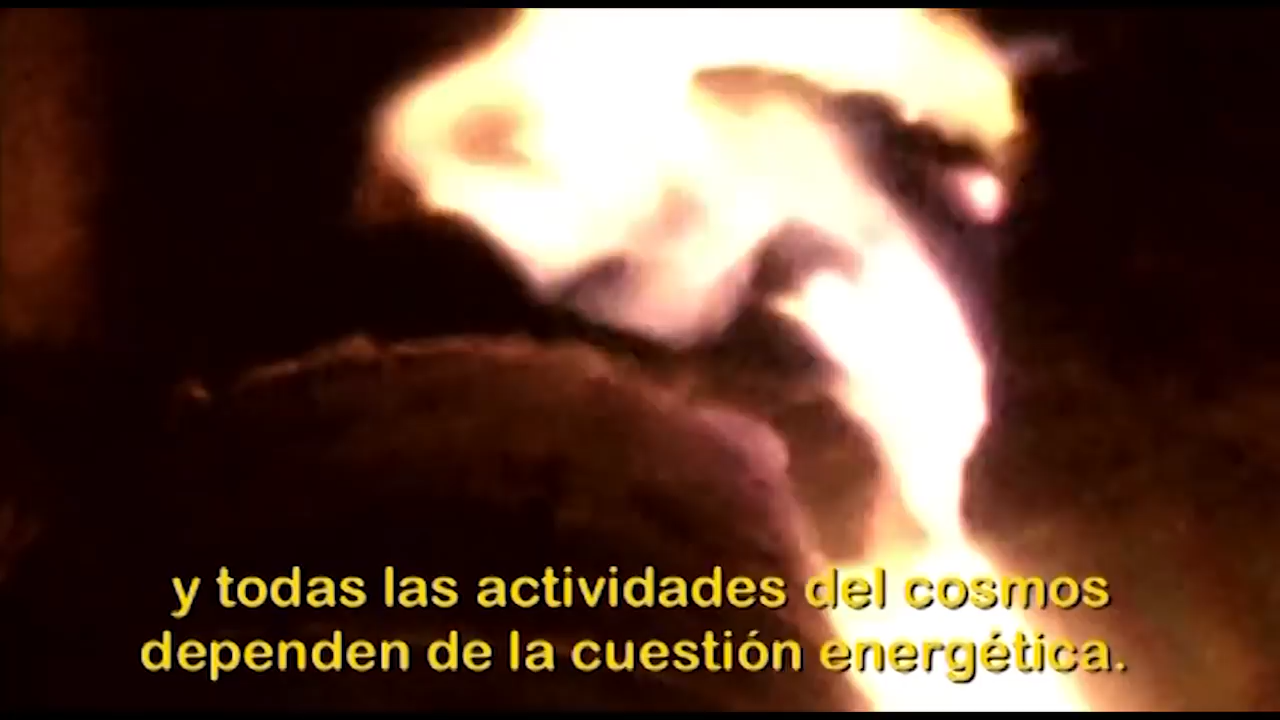 y todas las actividades del cosmos
dependen de la cuestión energética.